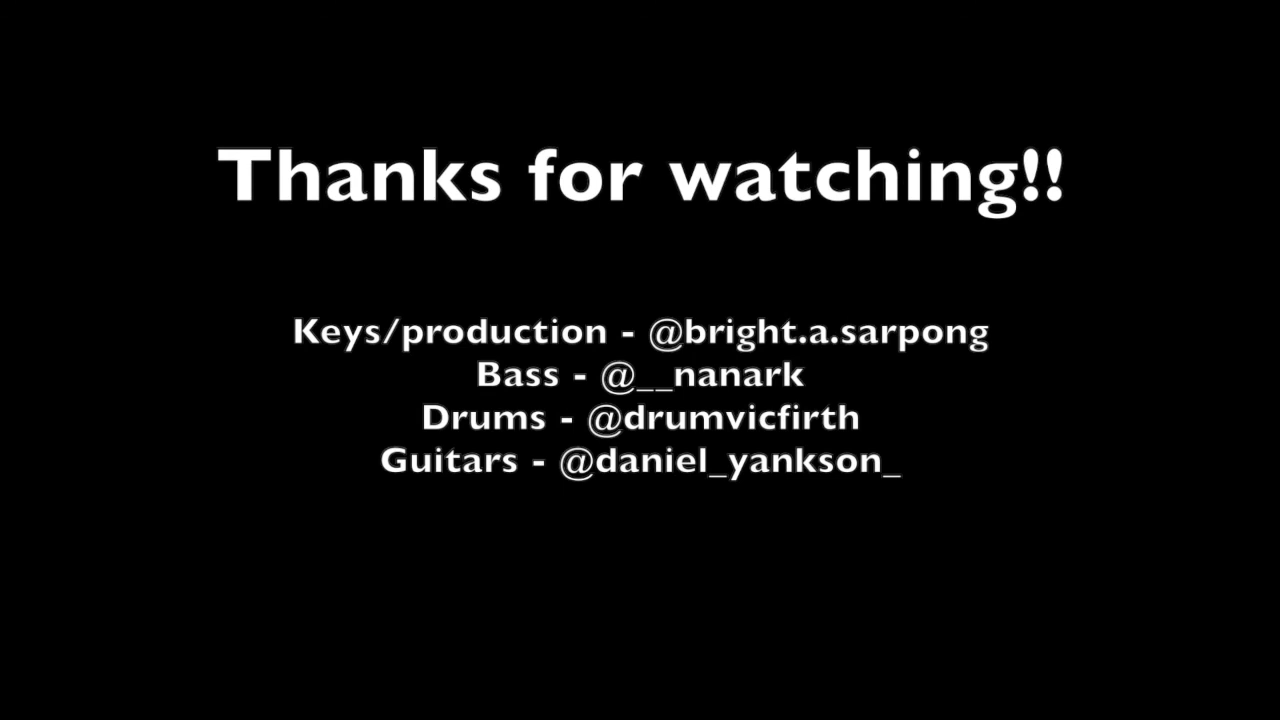 Thanks for watching!!
Keys/production - @bright.a.sarpong
Bass - @__nanark
Drums - @drumvicfirth
Guitars - @daniel_yankson_